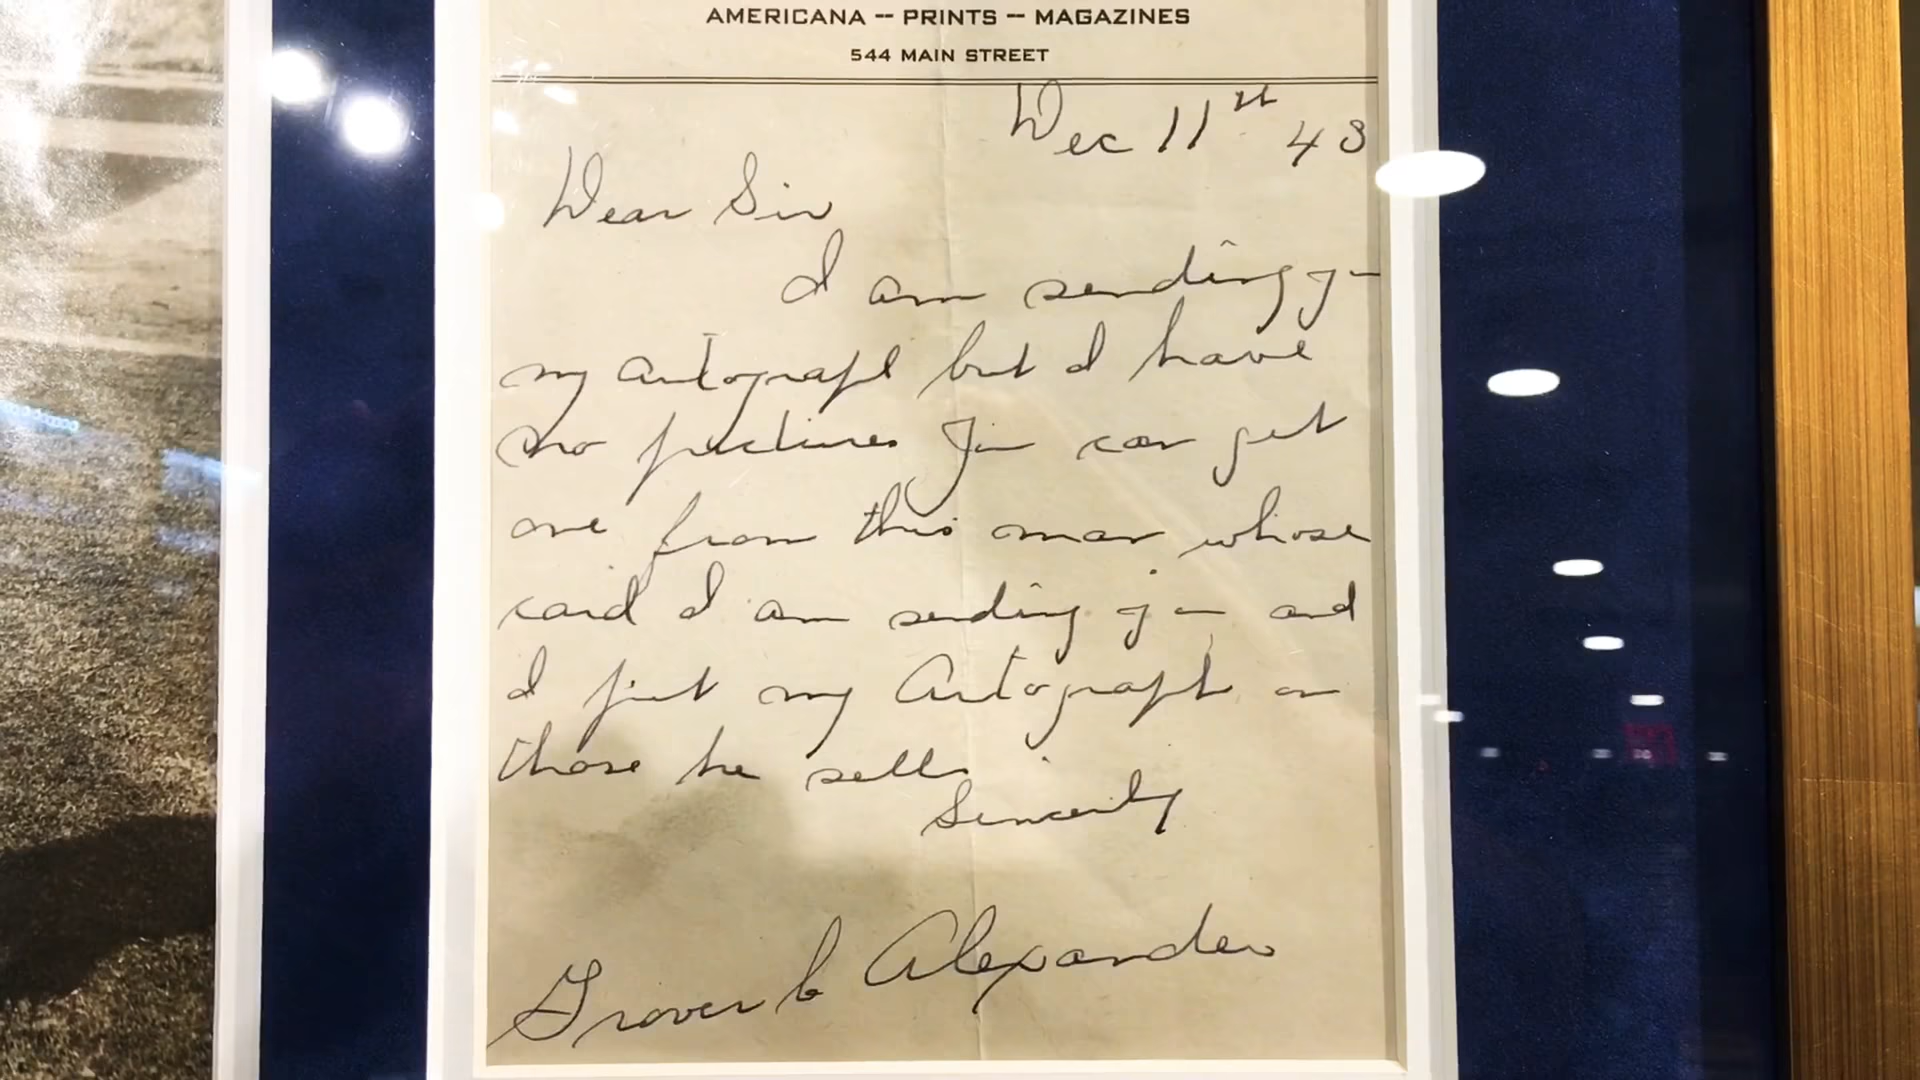 AMERICANA -- PRINTS -- MAGAZINES
544 MAIN STREET
Dec 11st 43
Dear Sir
I am sending you
my autograph but I have
no pictures You can get
one from this man whose
card I am sending you and
I put my Autograph on
those he sells
Sincerely
Grover C Alexander